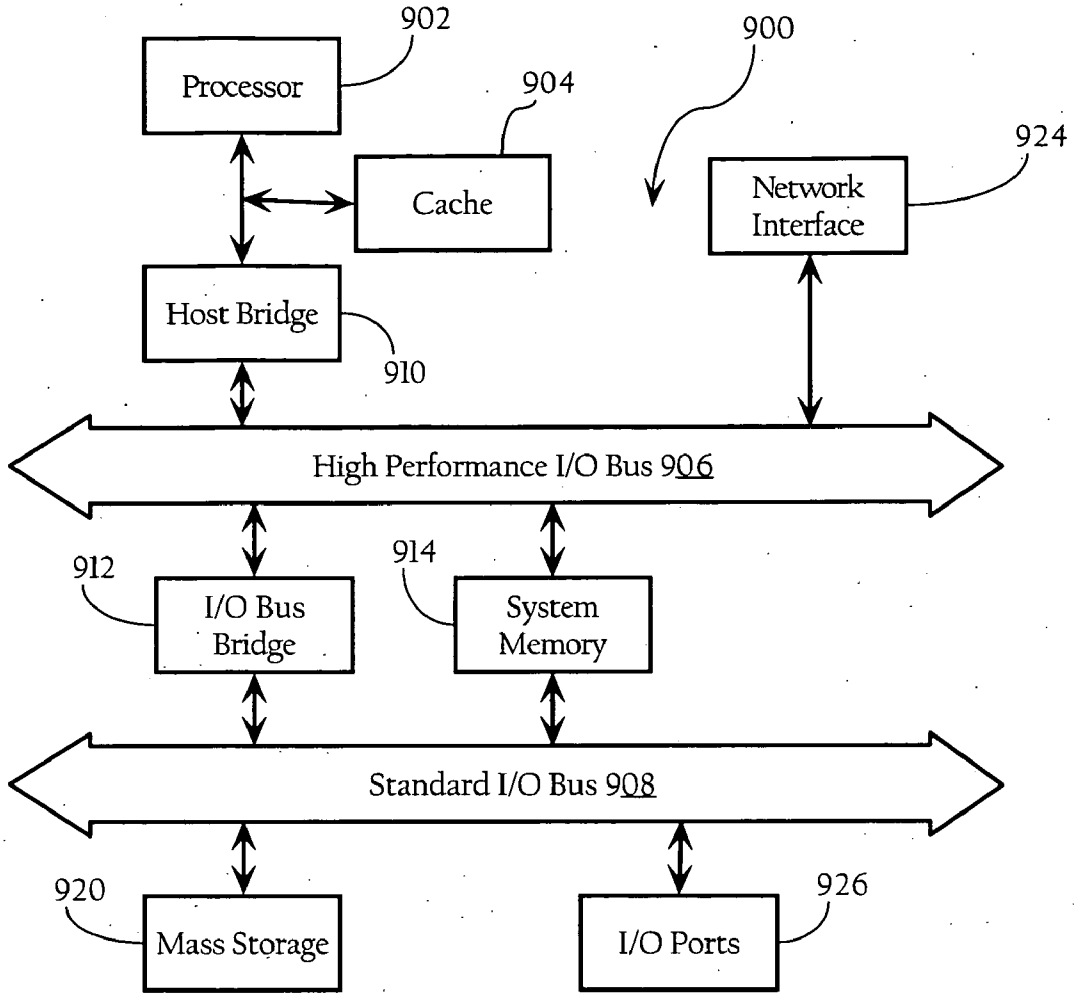 902
900
Processor
904
924
Cache
Network
Interface
Host Bridge
910
High Performance I/O Bus 906
912
914
I/O Bus
Bridge
System
Memory
Standard I/O Bus 908
920
926
Mass Storage
I/O Ports